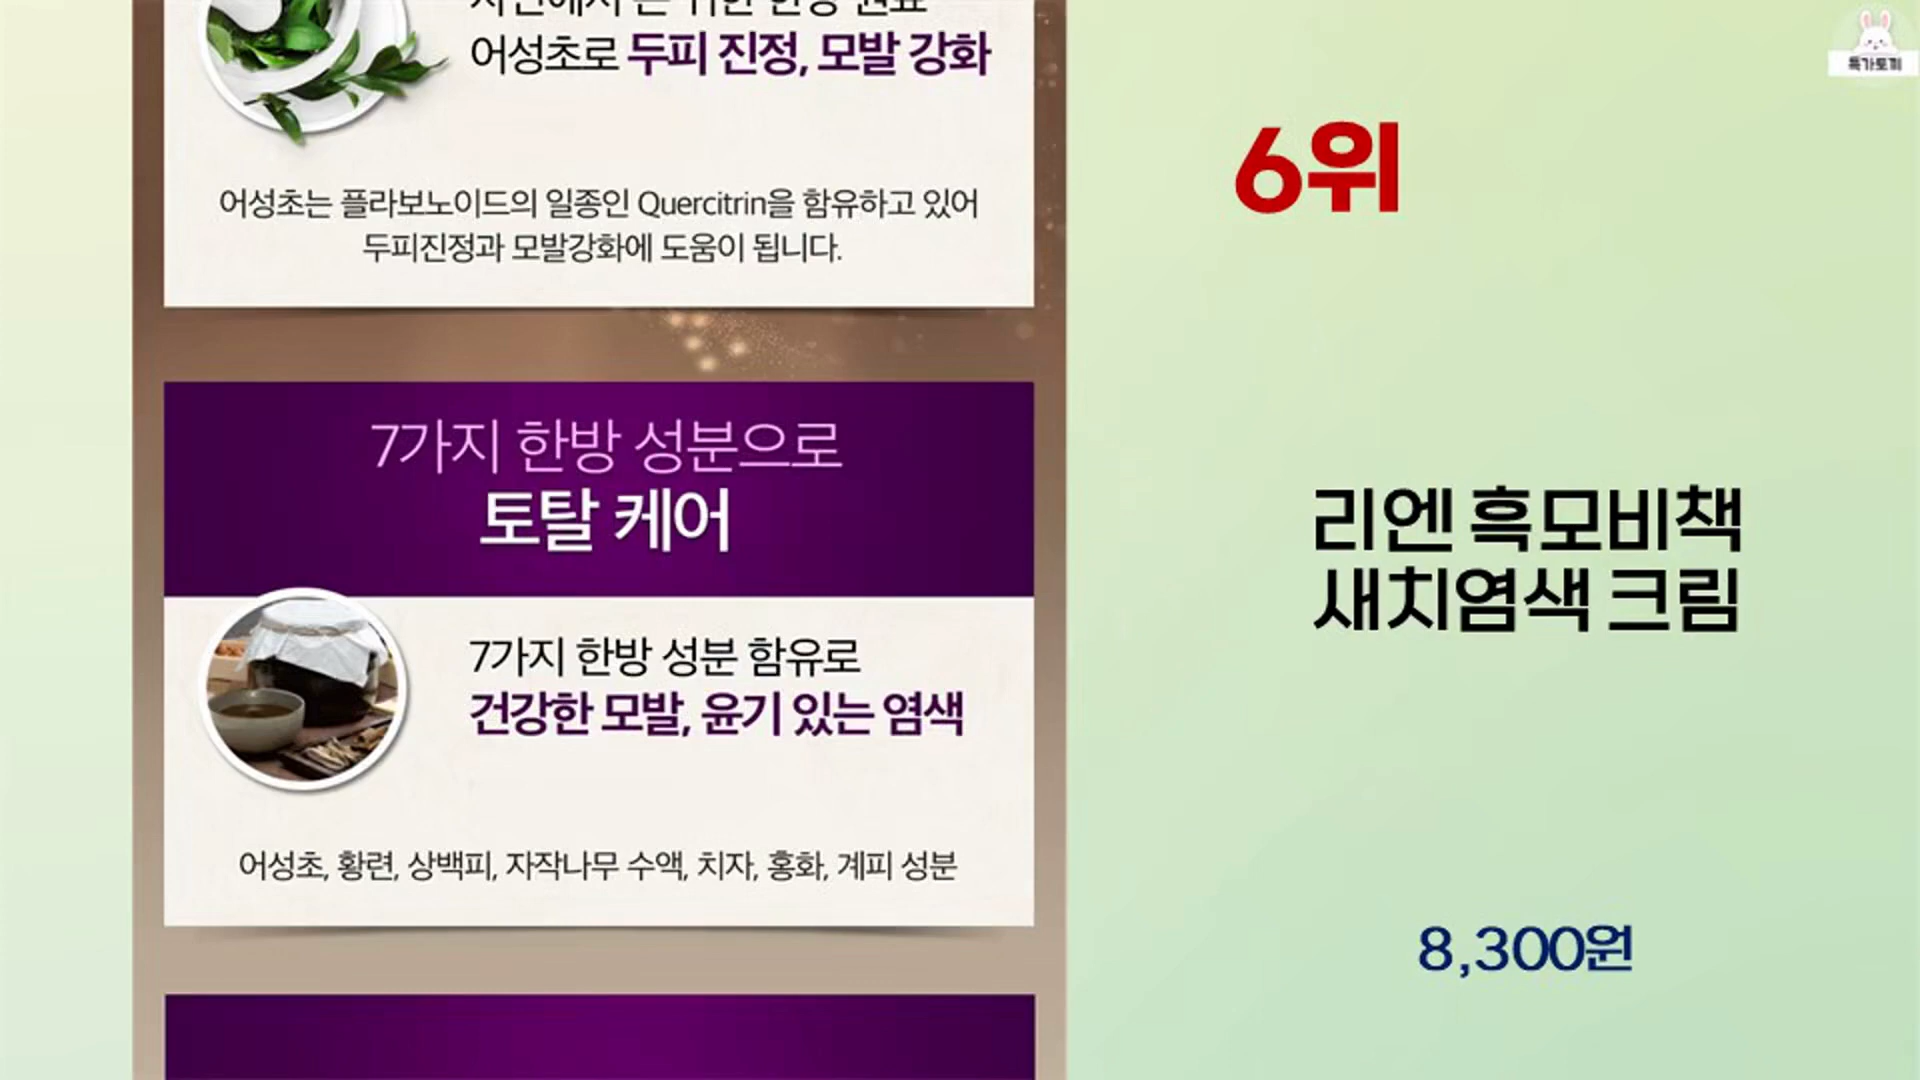 어성초로 두피 진정, 모발 강화
어성초는 플라보노이드의 일종인 Quercitrin을 함유하고 있어
두피진정과 모발강화에 도움이 됩니다.
7가지 한방 성분으로
토탈 케어
7가지 한방 성분 함유로
건강한 모발, 윤기 있는 염색
어성초, 황련, 상백피, 자작나무 수액, 치자, 홍화, 계피 성분
특가토끼
6위
리엔 흑모비책
새치염색 크림
8,300원